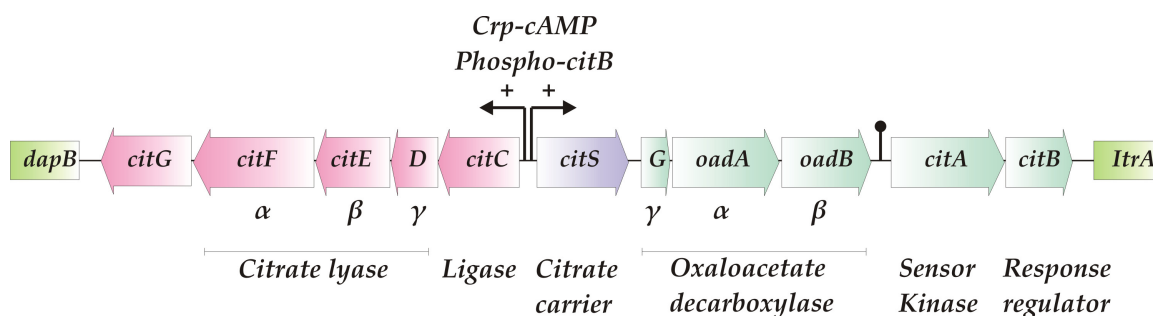 Crp-cAMP
Phospho-citB
+ +
dapB citG citF citE D citC citS G oadA oadB citA citB ItrA
α β γ γ α β
Citrate lyase Ligase Citrate carrier Oxaloacetate decarboxylase Sensor Kinase Response regulator